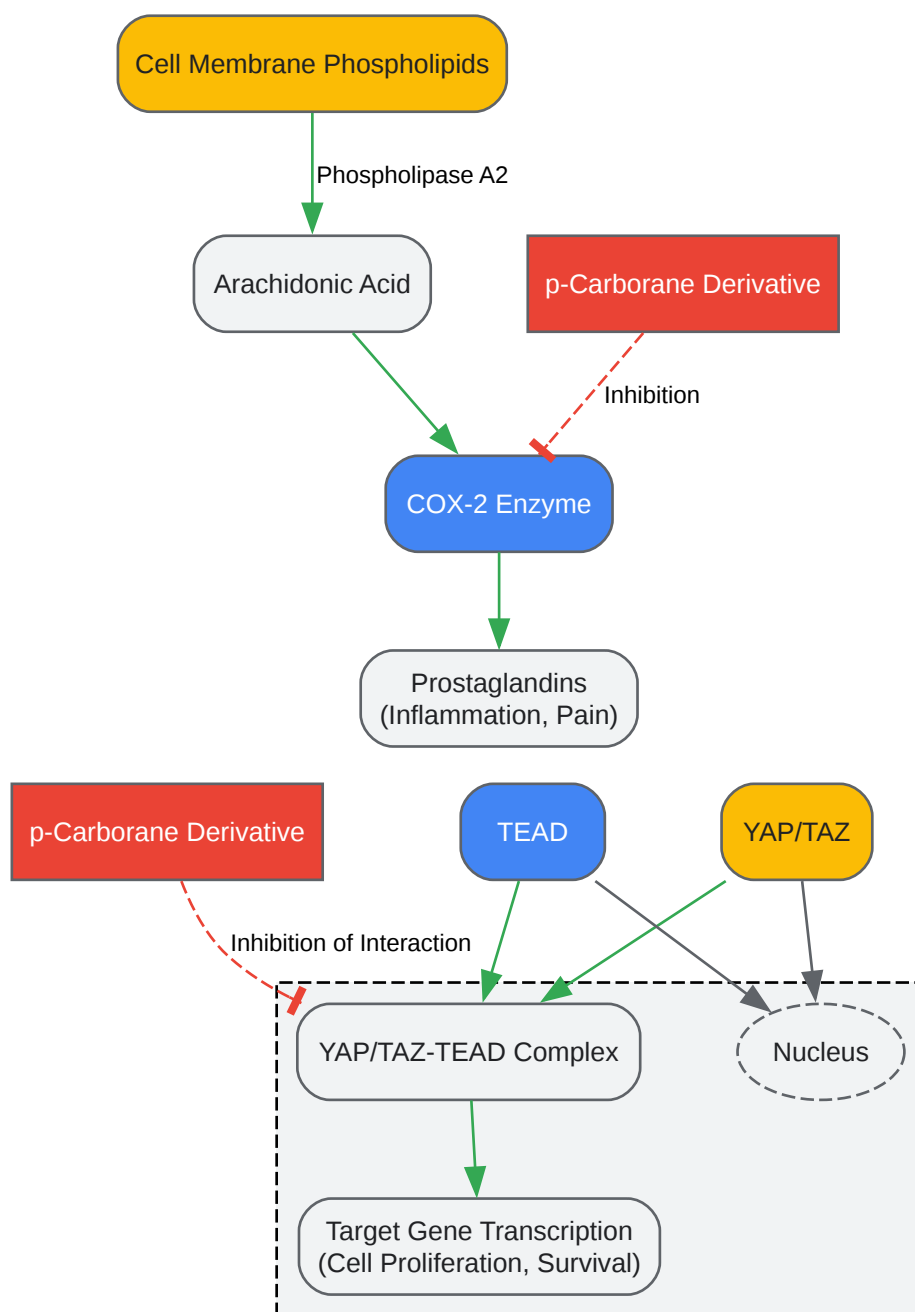 Cell Membrane Phospholipids
Phospholipase A2
Arachidonic Acid
p-Carborane Derivative
Inhibition
COX-2 Enzyme
Prostaglandins
(Inflammation, Pain)
p-Carborane Derivative
TEAD
YAP/TAZ
Inhibition of Interaction
YAP/TAZ-TEAD Complex
Nucleus
Target Gene Transcription
(Cell Proliferation, Survival)